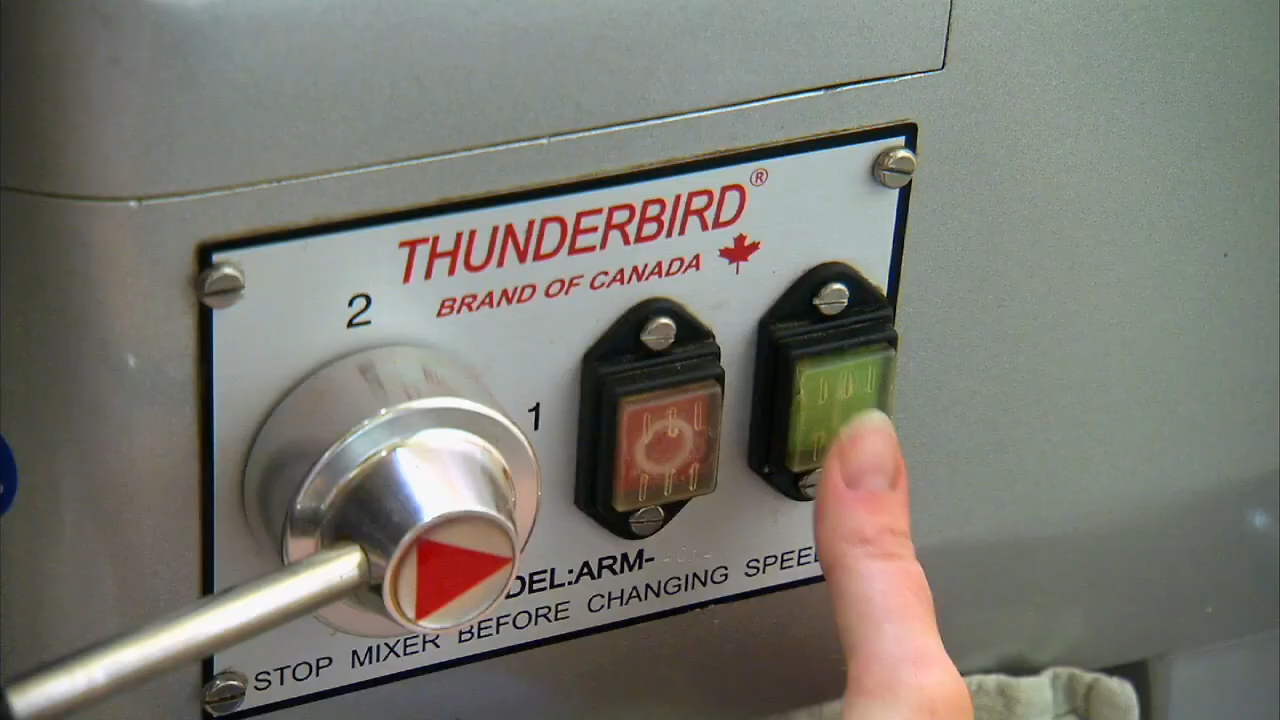 THUNDERBIRD®
BRAND OF CANADA
2
1
DEL:ARM-
STOP MIXER BEFORE CHANGING SPEE